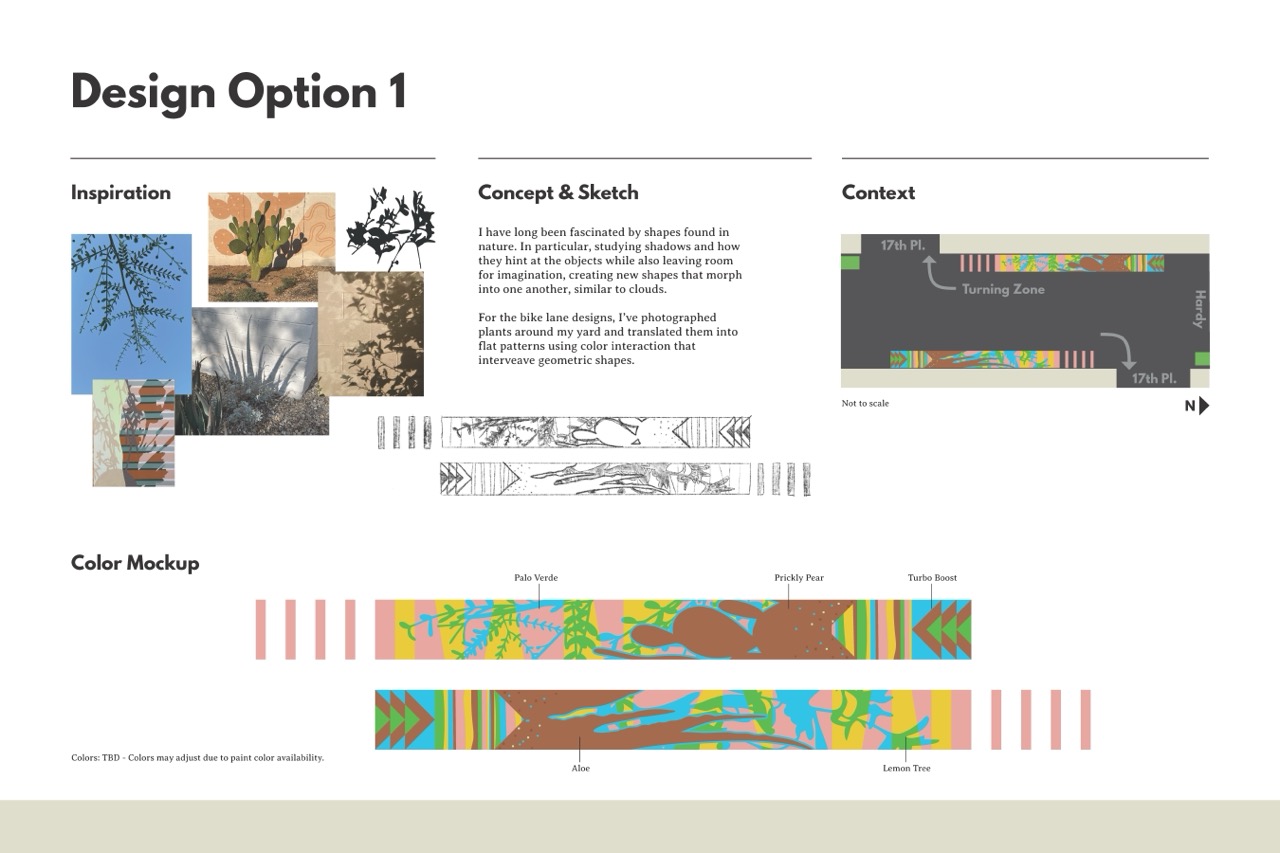 Design Option 1
Inspiration
Concept & Sketch
I have long been fascinated by shapes found in
nature. In particular, studying shadows and how
they hint at the objects while also leaving room
for imagination, creating new shapes that morph
into one another, similar to clouds.
For the bike lane designs, I've photographed
plants around my yard and translated them into
flat patterns using color interaction that
interveave geometric shapes.
Context
17th Pl.
Turning Zone
Hardy
17th Pl.
Not to scale
N
Color Mockup
Palo Verde
Prickly Pear
Turbo Boost
Aloe
Lemon Tree
Colors: TBD - Colors may adjust due to paint color availability.